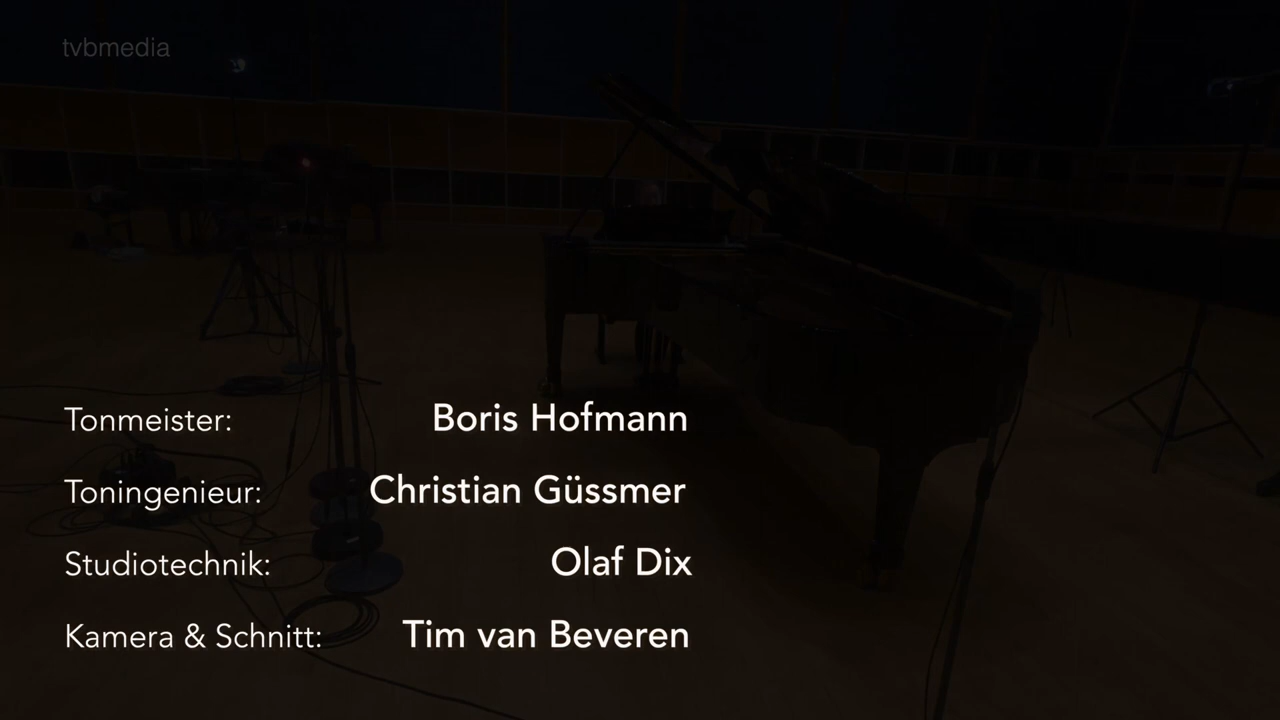 tvbmedia
Tonmeister: Boris Hofmann
Toningenieur: Christian Güssmer
Studiotechnik: Olaf Dix
Kamera & Schnitt: Tim van Beveren